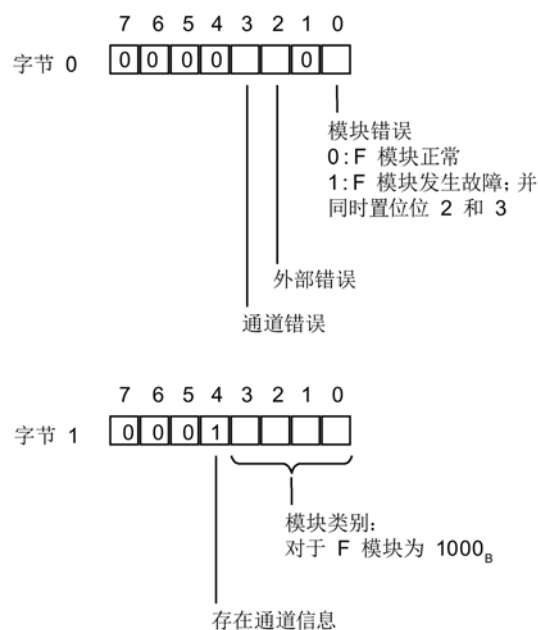 7 6 5 4 3 2 1 0
字节 0 0 0 0 0 0
模块错误
0:F 模块正常
1:F 模块发生故障;并
同时置位位 2 和 3
外部错误
通道错误
7 6 5 4 3 2 1 0
字节 1 0 0 0 1
模块类别:
对于 F 模块为 1000B
存在通道信息